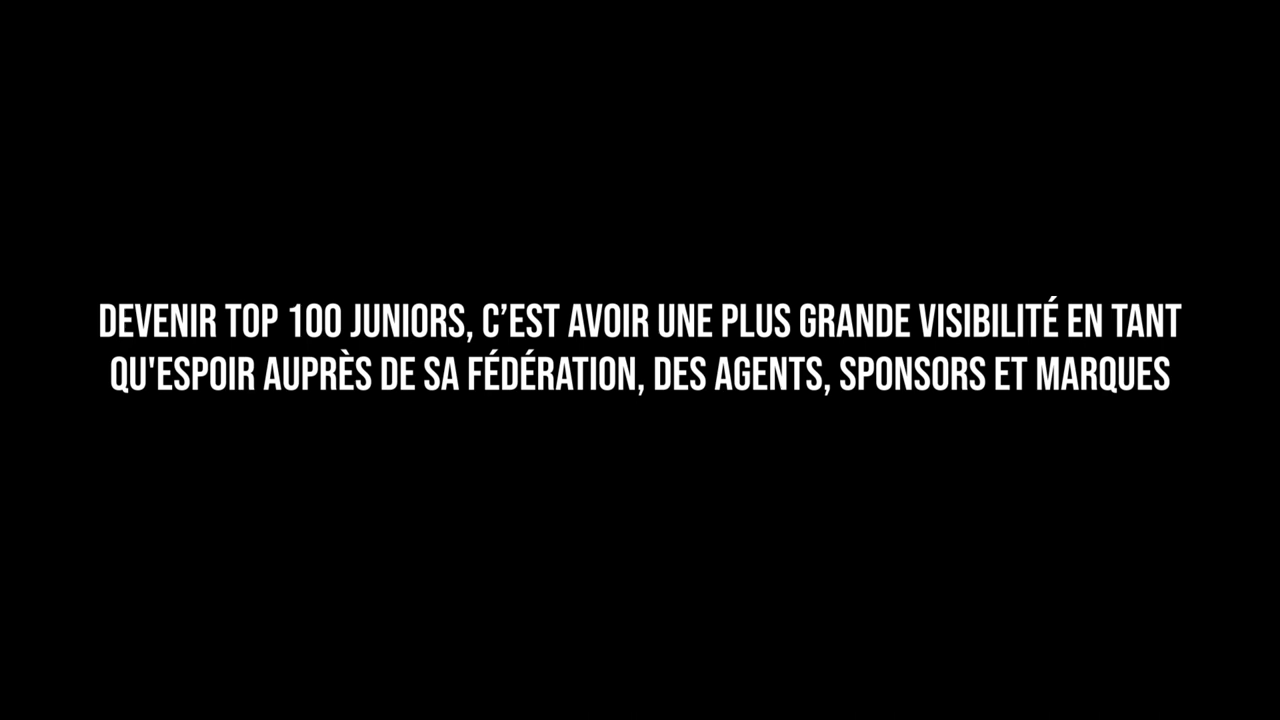 DEVENIR TOP 100 JUNIORS, C’EST AVOIR UNE PLUS GRANDE VISIBILITÉ EN TANT
QU'ESPOIR AUPRÈS DE SA FÉDÉRATION, DES AGENTS, SPONSORS ET MARQUES